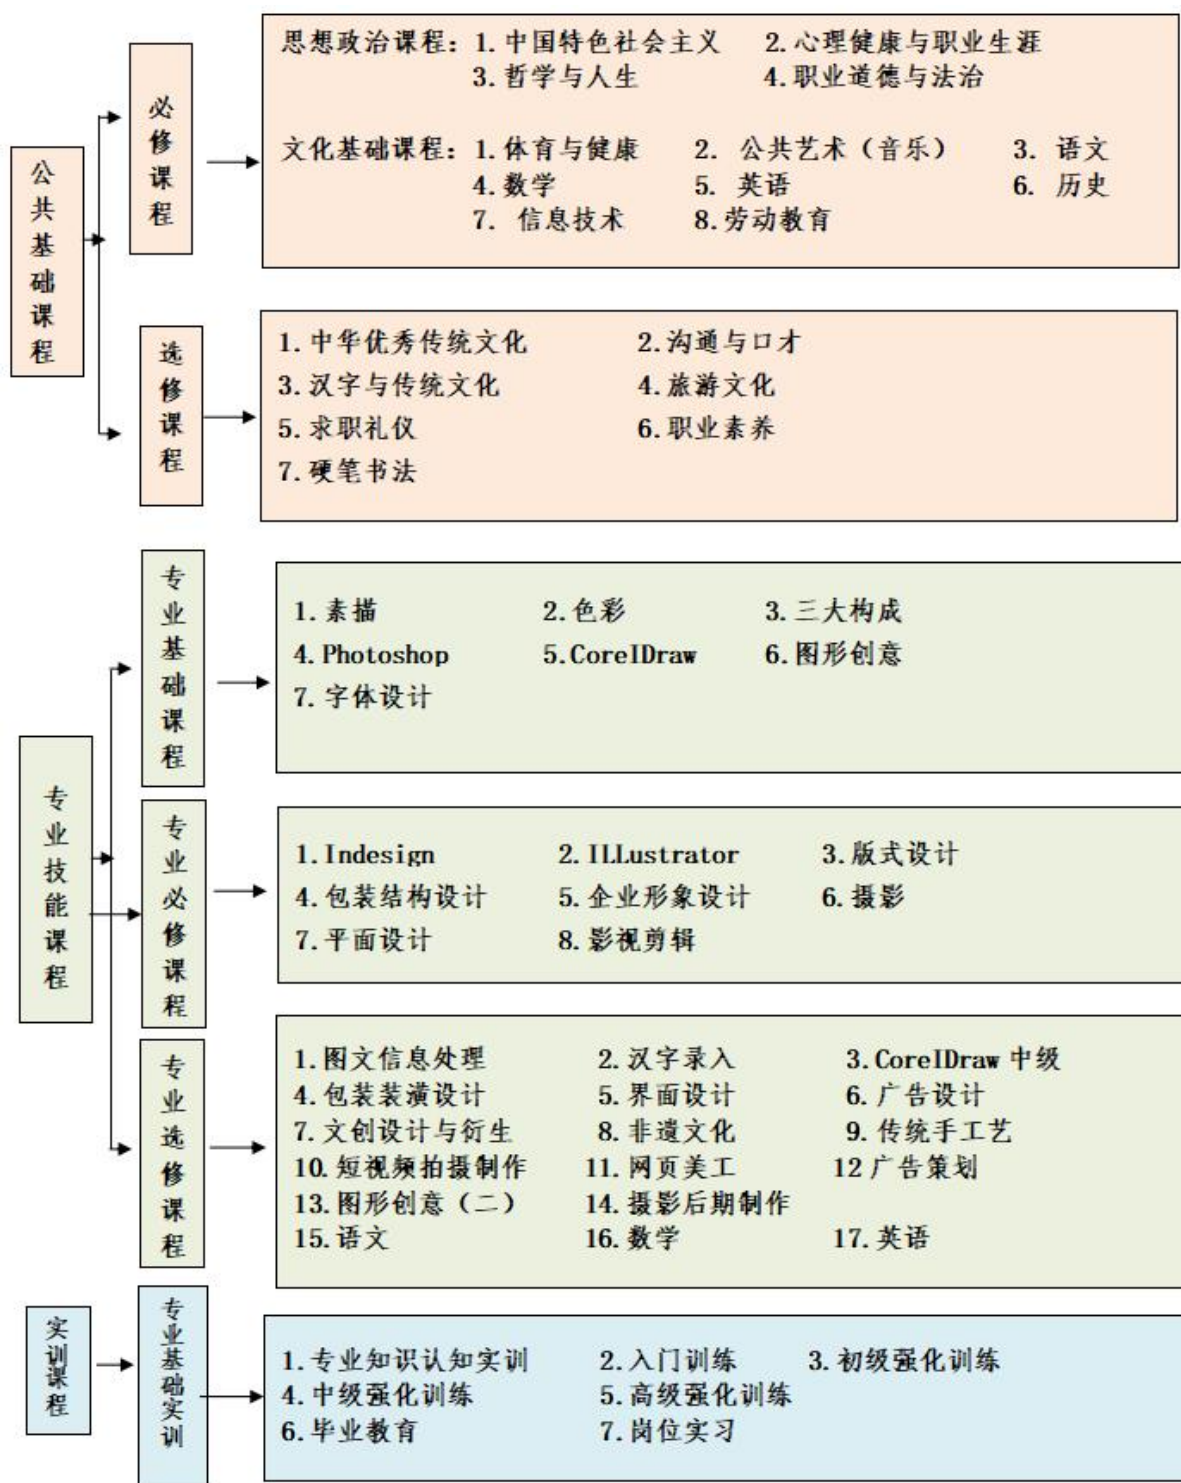 公共基础课程
必修课程
思想政治课程：1.中国特色社会主义 2.心理健康与职业生涯
3.哲学与人生 4.职业道德与法治
文化基础课程：1.体育与健康 2. 公共艺术（音乐） 3. 语文
4.数学 5. 英语 6. 历史
7. 信息技术 8.劳动教育
选修课程
1.中华优秀传统文化 2.沟通与口才
3.汉字与传统文化 4.旅游文化
5.求职礼仪 6.职业素养
7.硬笔书法
专业技能课程
专业基础课程
1.素描 2.色彩 3.三大构成
4.Photoshop 5.CoreIDraw 6.图形创意
7.字体设计
专业必修课程
1.Indesign 2.ILLustrator 3.版式设计
4.包装结构设计 5.企业形象设计 6.摄影
7.平面设计 8.影视剪辑
专业选修课程
1.图文信息处理 2.汉字录入 3.CoreIDraw 中级
4.包装装潢设计 5.界面设计 6.广告设计
7.文创设计与衍生 8.非遗文化 9.传统手工艺
10.短视频拍摄制作 11.网页美工 12广告策划
13.图形创意（二） 14.摄影后期制作
15.语文 16.数学 17.英语
实训课程
专业基础实训
1.专业知识认知实训 2.入门训练 3.初级强化训练
4.中级强化训练 5.高级强化训练
6.毕业教育 7.岗位实习